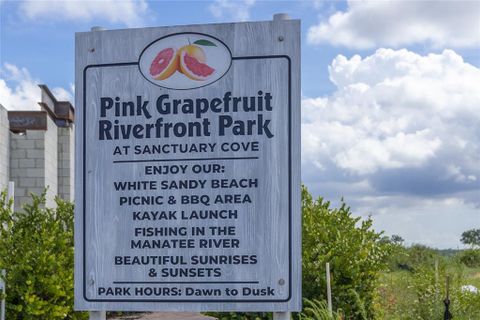 Pink Grapefruit
Riverfront Park
AT SANCTUARY COVE
ENJOY OUR:
WHITE SANDY BEACH
PICNIC & BBQ AREA
KAYAK LAUNCH
FISHING IN THE
MANATEE RIVER
BEAUTIFUL SUNRISES
& SUNSETS
PARK HOURS: Dawn to Dusk